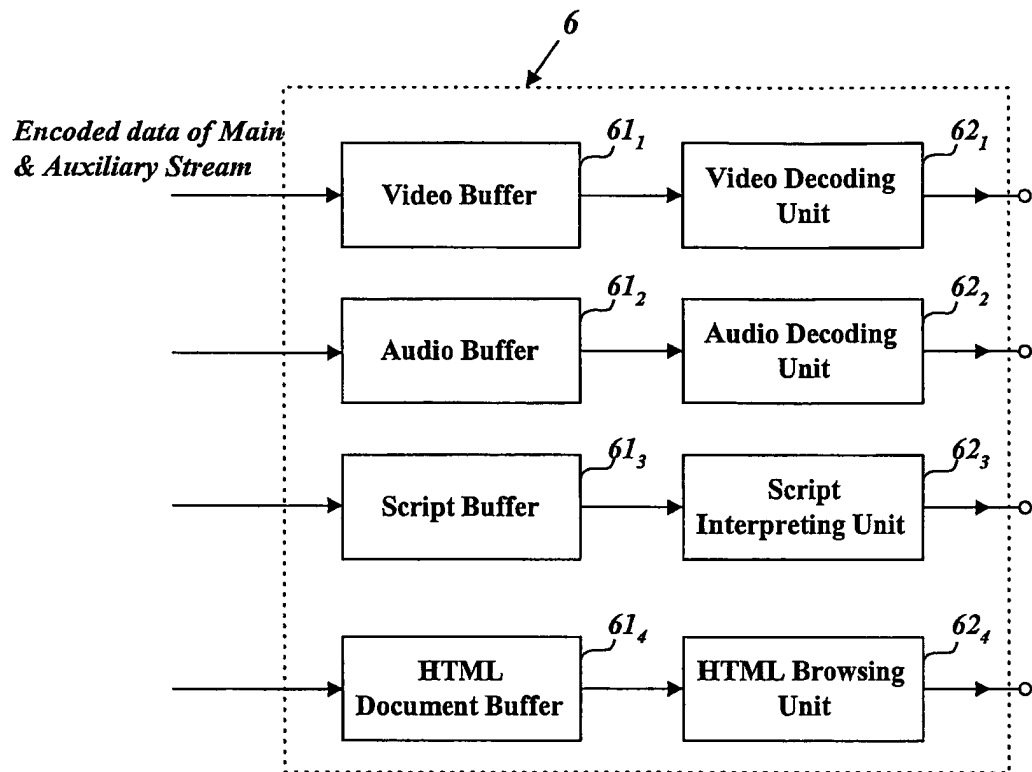 6
Encoded data of Main
& Auxiliary Stream
61₁
62₁
Video Buffer
Video Decoding
Unit
61₂
62₂
Audio Buffer
Audio Decoding
Unit
61₃
62₃
Script Buffer
Script
Interpreting Unit
61₄
62₄
HTML
Document Buffer
HTML Browsing
Unit